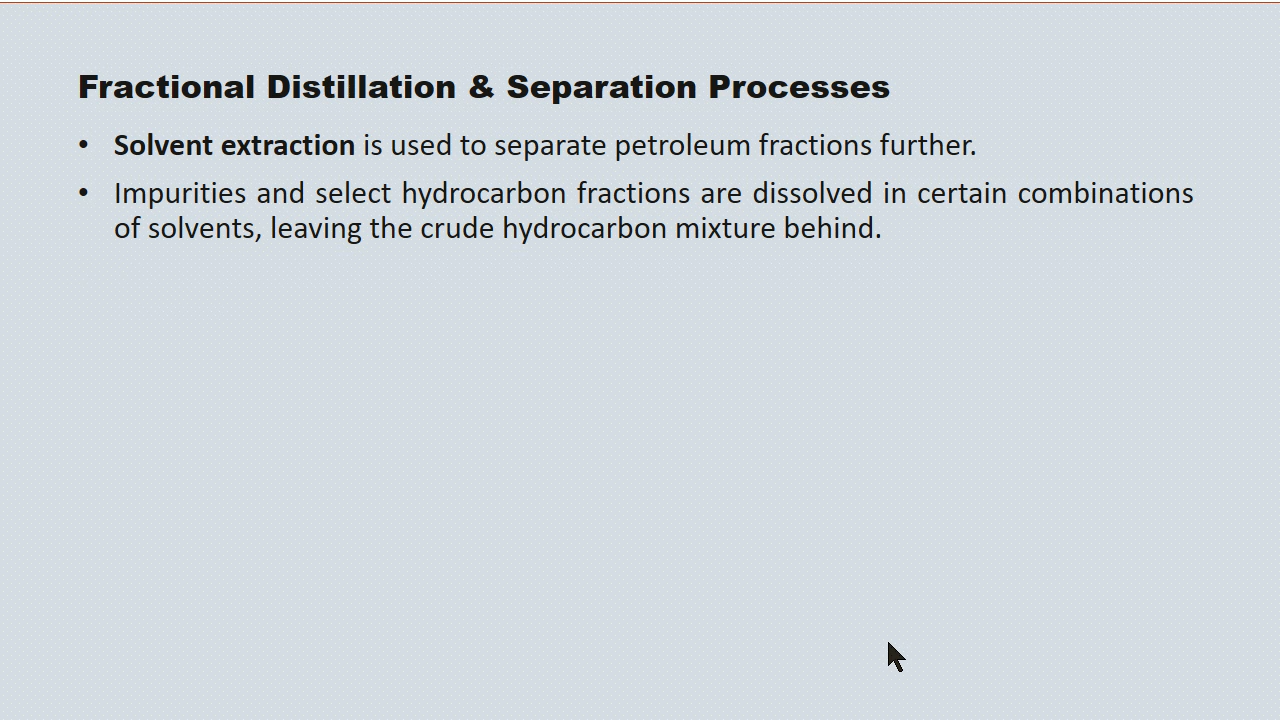 Fractional Distillation & Separation Processes
• Solvent extraction is used to separate petroleum fractions further.
• Impurities and select hydrocarbon fractions are dissolved in certain combinations
of solvents, leaving the crude hydrocarbon mixture behind.